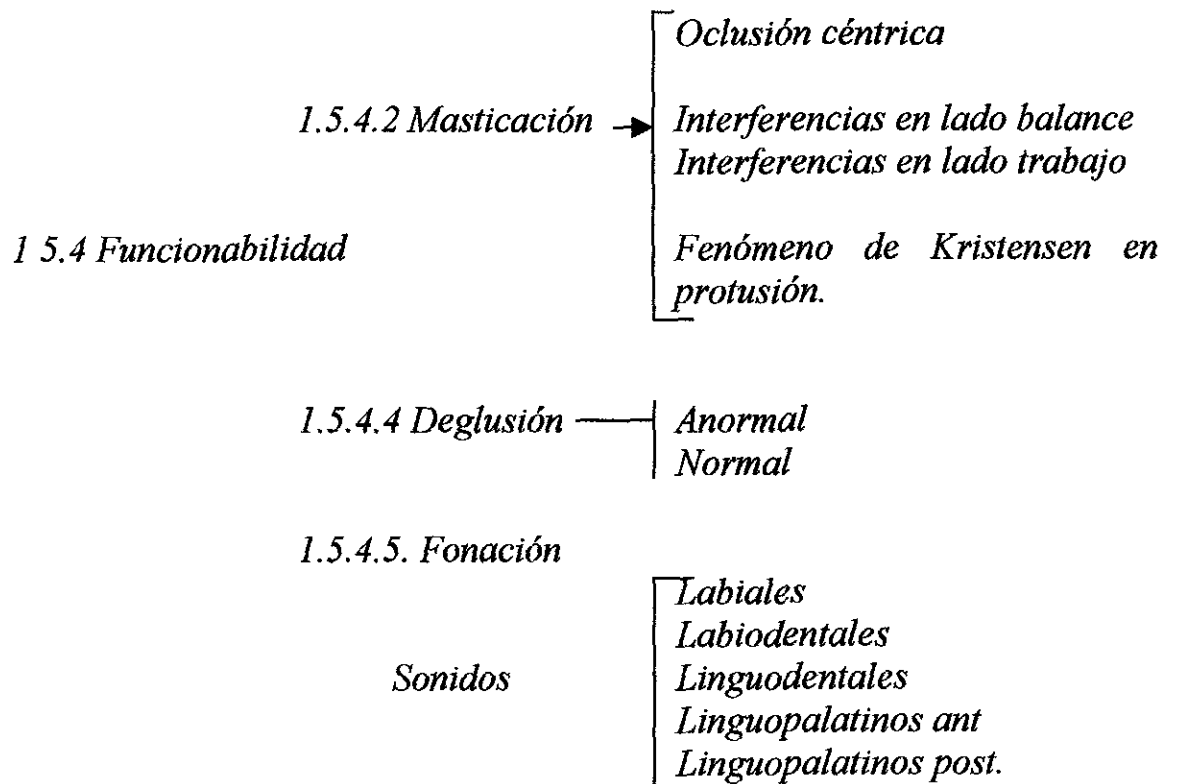 Oclusión céntrica
1.5.4.2 Masticación
Interferencias en lado balance
Interferencias en lado trabajo
1 5.4 Funcionabilidad
Fenómeno de Kristensen en
protusión.
1.5.4.4 Deglusión
Anormal
Normal
1.5.4.5. Fonación
Labiales
Labiodentales
Sonidos
Linguodentales
Linguopalatinos ant
Linguopalatinos post.